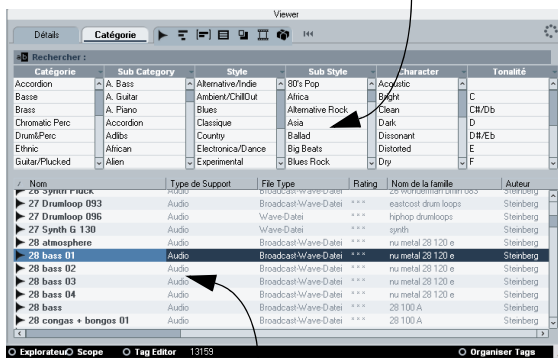 Viewer
Détails Catégorie
Rechercher :
Catégorie Sub Category Style Sub Style Character Tonalité
Accordion A. Bass Alternative/Indie 80's Pop Acoustic
Basse A. Guitar Ambient/ChillOut Africa Bright C
Brass A. Piano Blues Alternative Rock Clean C#/Db
Chromatic Perc Accordion Classique Asia Dark D
Drum&Perc Adlibs Country Ballad Dissonant D#/Eb
Ethnic African Electronica/Dance Big Beats Distorted E
Guitar/Plucked Alien Experimental Blues Rock Dry F
Nom Type de Support File Type Rating Nom de la famille Auteur
26 Synth Pluck Audio Broadcast-Wave-Datei Steinberg
27 Drumloop 093 Audio Broadcast-Wave-Datei eastcost drum loops Steinberg
27 Drumloop 096 Audio Wave-Datei hiphop drumloops Steinberg
27 Synth G 130 Audio Wave-Datei synth Steinberg
28 atmosphere Audio Broadcast-Wave-Datei nu metal 28 120 e Steinberg
28 bass 01 Audio Broadcast-Wave-Datei nu metal 28 120 e Steinberg
28 bass 02 Audio Broadcast-Wave-Datei nu metal 28 120 e Steinberg
28 bass 03 Audio Broadcast-Wave-Datei nu metal 28 120 e Steinberg
28 bass 04 Audio Broadcast-Wave-Datei nu metal 28 120 e Steinberg
28 bass Audio Broadcast-Wave-Datei 28 100 A Steinberg
28 congas + bongos 01 Audio Broadcast-Wave-Datei 28 100 A Steinberg
Explorateur Scope Tag Editor 13159 Organiser Tags